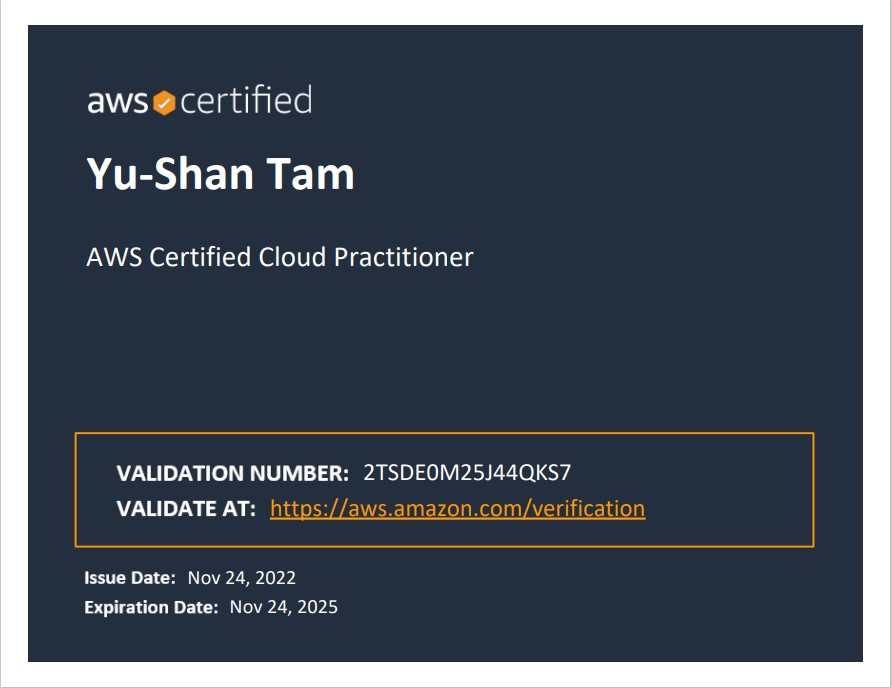 aws certified
Yu-Shan Tam
AWS Certified Cloud Practitioner
VALIDATION NUMBER: 2TSDE0M25J44QKS7
VALIDATE AT: https://aws.amazon.com/verification
Issue Date: Nov 24, 2022
Expiration Date: Nov 24, 2025